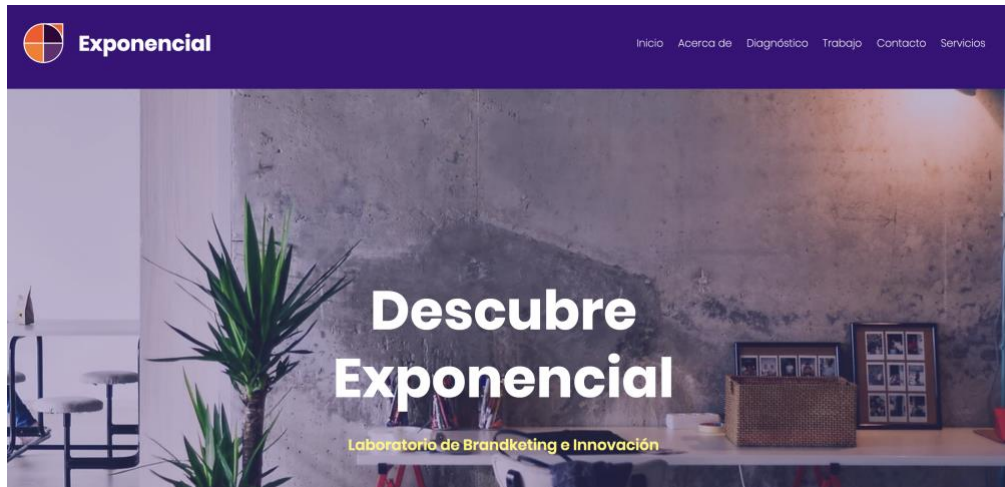 Exponencial
Inicio Acerca de Diagnóstico Trabajo Contacto Servicios
Descubre
Exponencial
Laboratorio de Brandketing e Innovación